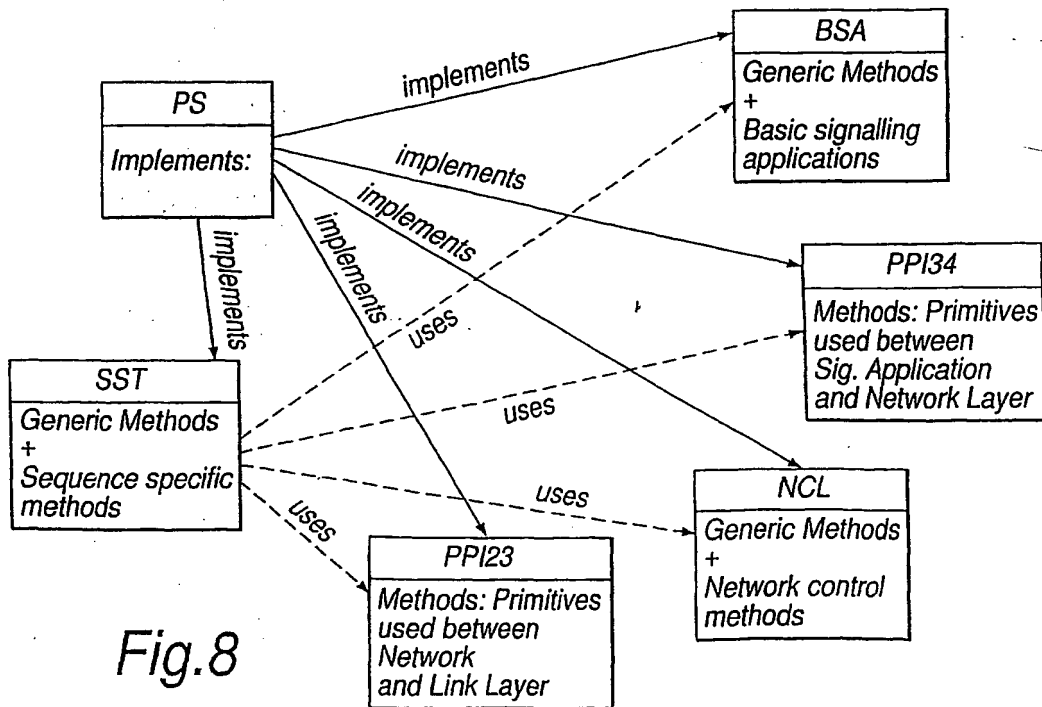 BSA
Generic Methods
+
Basic signalling
applications
implements
PS
Implements:
implements
implements
implements
implements
PPI34
Methods: Primitives
used between
Sig. Application
and Network Layer
uses
SST
Generic Methods
+
Sequence specific
methods
uses
uses
uses
NCL
Generic Methods
+
Network control
methods
PPI23
Methods: Primitives
used between
Network
and Link Layer
Fig.8